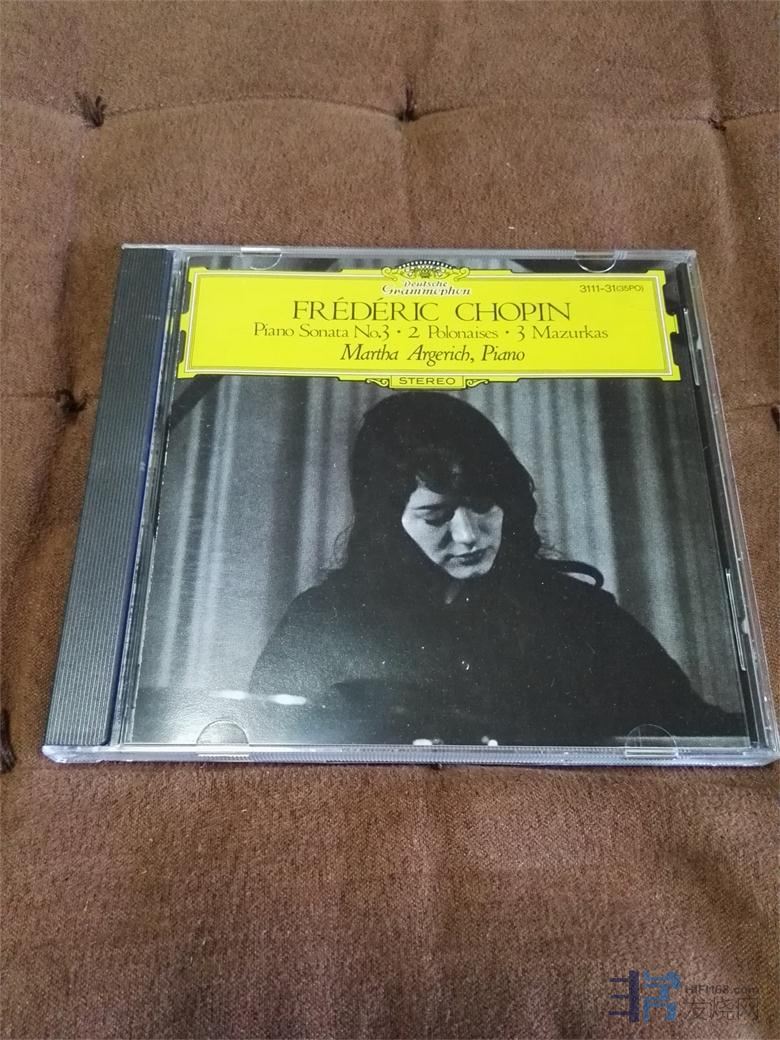 Deutsche
Grammophon
3111-31(35PO)
FRÉDÉRIC CHOPIN
Piano Sonata No.3 · 2 Polonaises · 3 Mazurkas
Martha Argerich, Piano
STEREO
HIFI168.com
发烧网